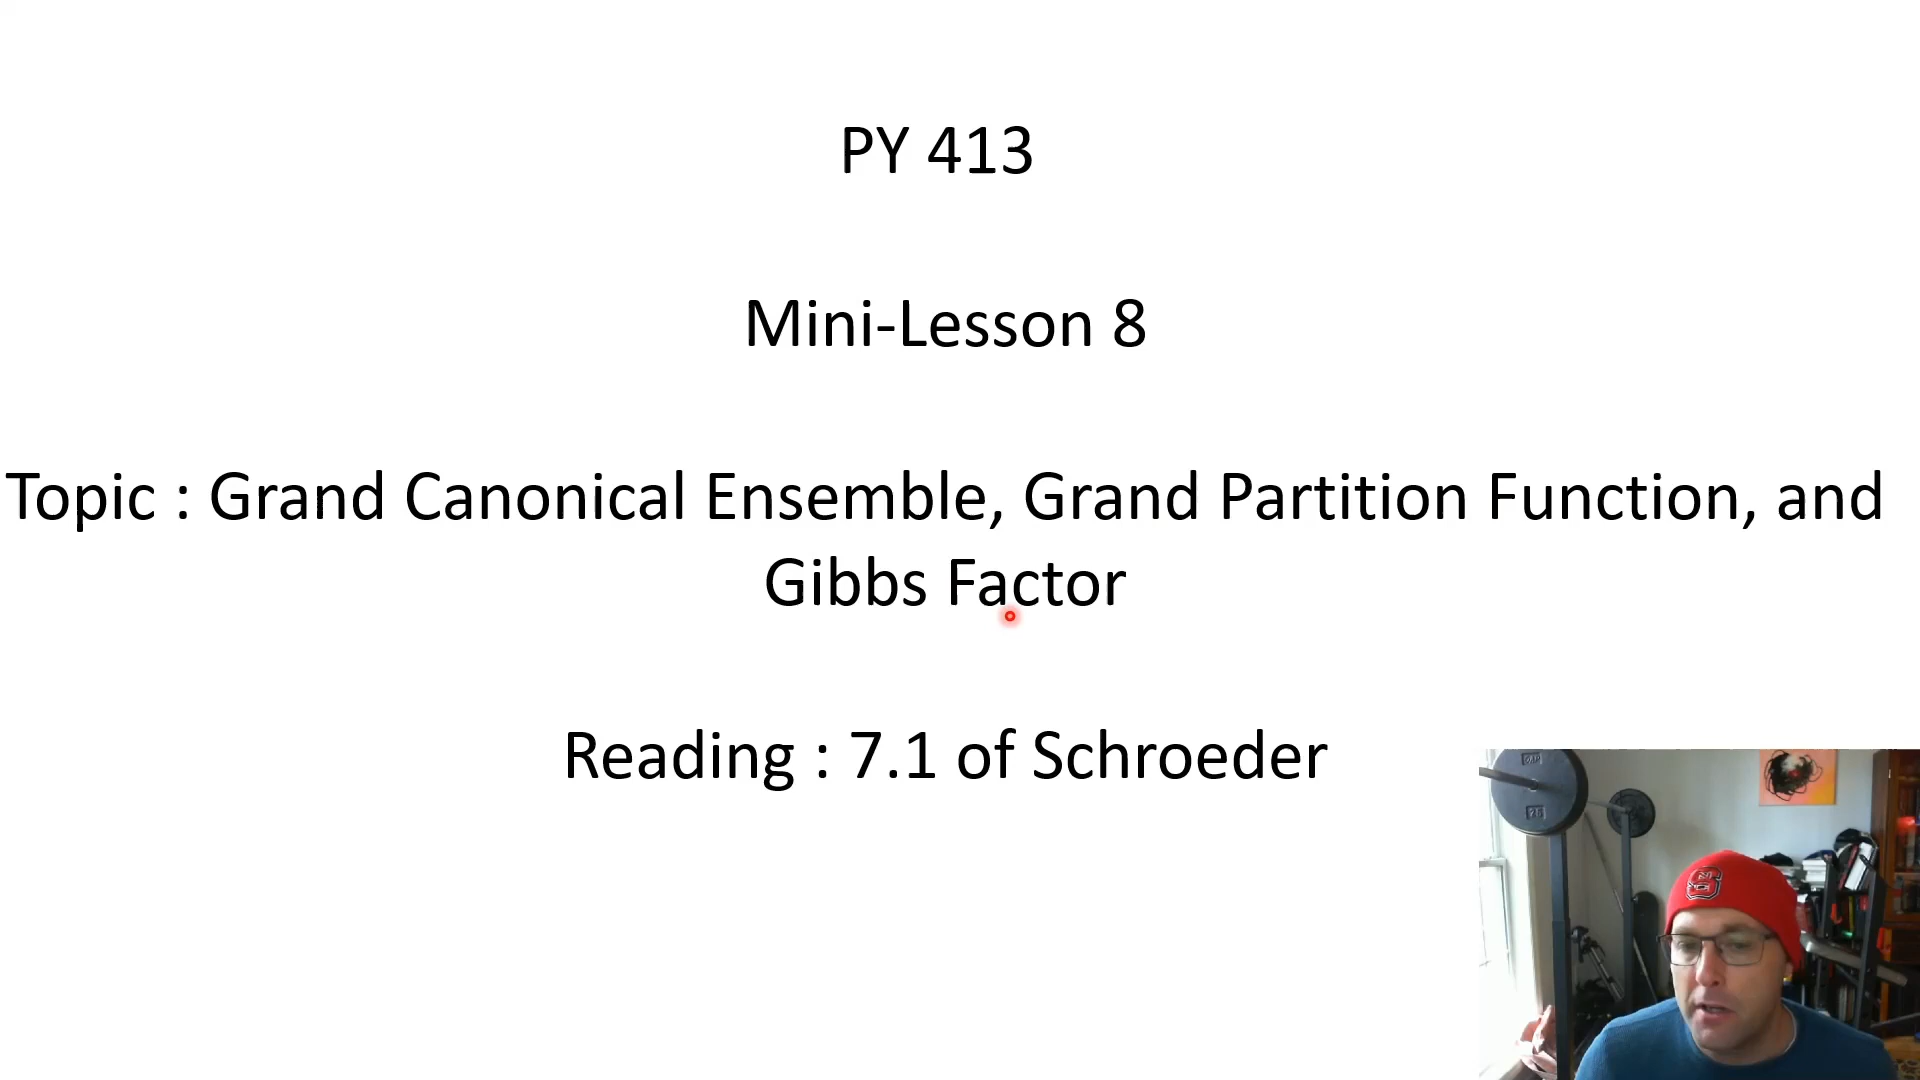 PY 413
Mini-Lesson 8
Topic : Grand Canonical Ensemble, Grand Partition Function, and
Gibbs Factor
Reading : 7.1 of Schroeder